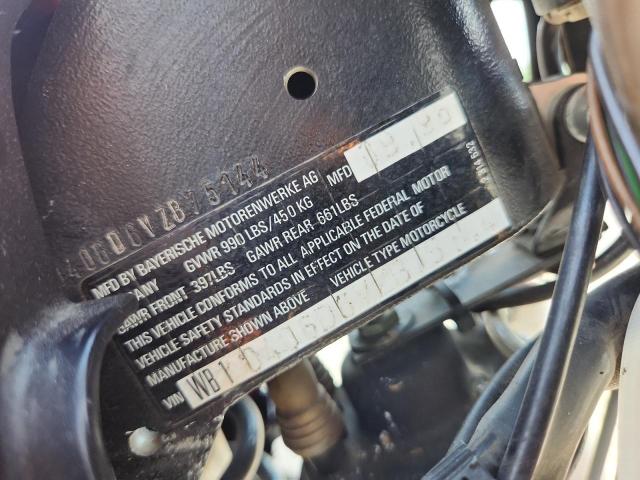 MFD BY BAYERISCHE MOTORENWERKE AG MFD
ANY GVWR 990 LBS/450 KG
GAWR FRONT 397LBS GAWR REAR-661LBS
THIS VEHICLE CONFORMS TO ALL APPLICABLE FEDERAL MOTOR
VEHICLE SAFETY STANDARDS IN EFFECT ON THE DATE OF
MANUFACTURE SHOWN ABOVE VEHICLE TYPE MOTORCYCLE
VIN